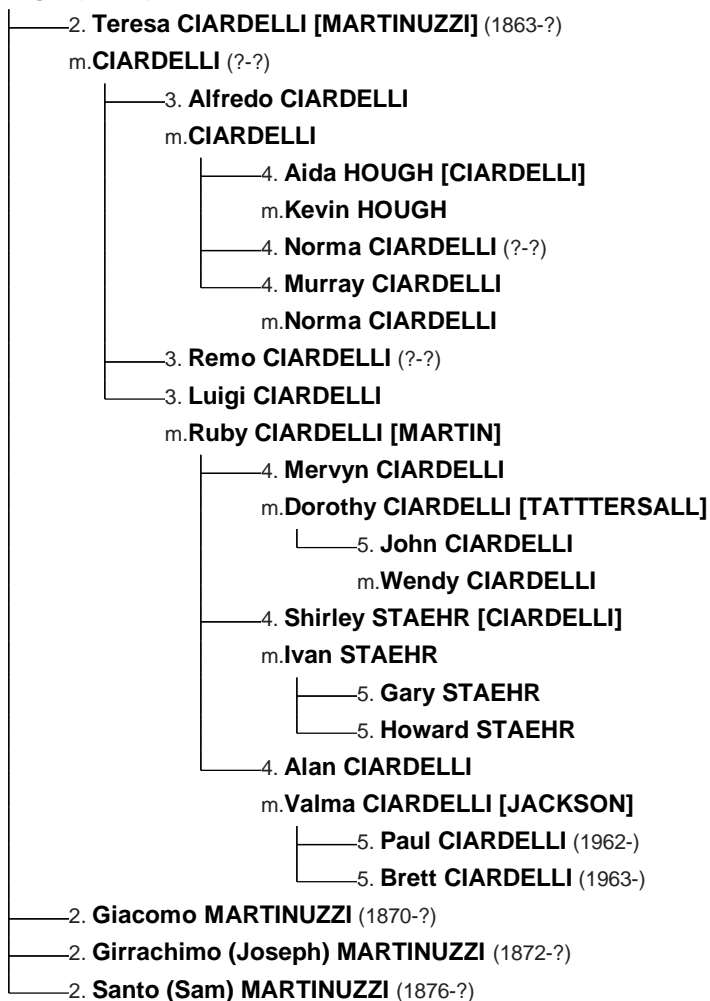 2. Teresa CIARDELLI [MARTINUZZI] (1863-?)
m.CIARDELLI (?-?)
3. Alfredo CIARDELLI
m.CIARDELLI
4. Aida HOUGH [CIARDELLI]
m.Kevin HOUGH
4. Norma CIARDELLI (?-?)
4. Murray CIARDELLI
m.Norma CIARDELLI
3. Remo CIARDELLI (?-?)
3. Luigi CIARDELLI
m.Ruby CIARDELLI [MARTIN]
4. Mervyn CIARDELLI
m.Dorothy CIARDELLI [TATTTERSALL]
5. John CIARDELLI
m.Wendy CIARDELLI
4. Shirley STAEHR [CIARDELLI]
m.Ivan STAEHR
5. Gary STAEHR
5. Howard STAEHR
4. Alan CIARDELLI
m.Valma CIARDELLI [JACKSON]
5. Paul CIARDELLI (1962-)
5. Brett CIARDELLI (1963-)
2. Giacomo MARTINUZZI (1870-?)
2. Girrachimo (Joseph) MARTINUZZI (1872-?)
2. Santo (Sam) MARTINUZZI (1876-?)